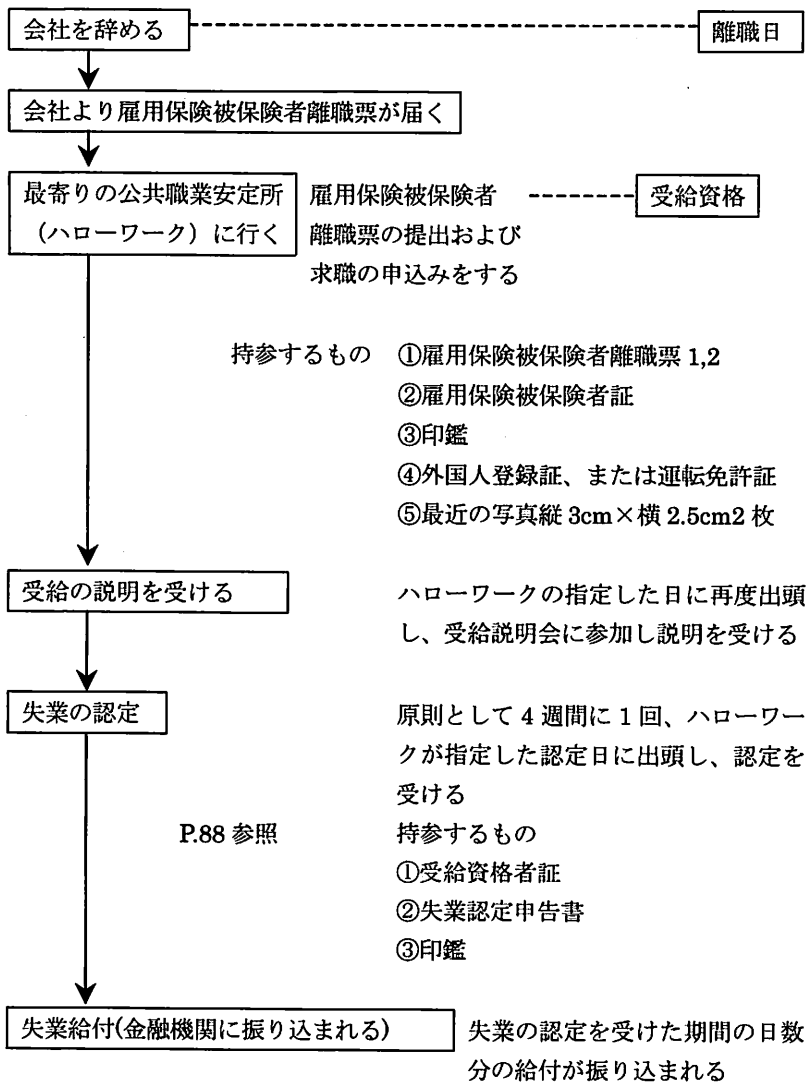 会社を辞める
離職日
会社より雇用保険被保険者離職票が届く
最寄りの公共職業安定所
(ハローワーク)に行く
雇用保険被保険者
離職票の提出および
求職の申込みをする
受給資格
持参するもの ①雇用保険被保険者離職票 1,2
②雇用保険被保険者証
③印鑑
④外国人登録証、または運転免許証
⑤最近の写真縦 3cm×横 2.5cm2 枚
受給の説明を受ける
ハローワークの指定した日に再度出頭
し、受給説明会に参加し説明を受ける
失業の認定
原則として 4 週間に 1 回、ハローワー
クが指定した認定日に出頭し、認定を
受ける
P.88 参照 持参するもの
①受給資格者証
②失業認定申告書
③印鑑
失業給付(金融機関に振り込まれる)
失業の認定を受けた期間の日数
分の給付が振り込まれる